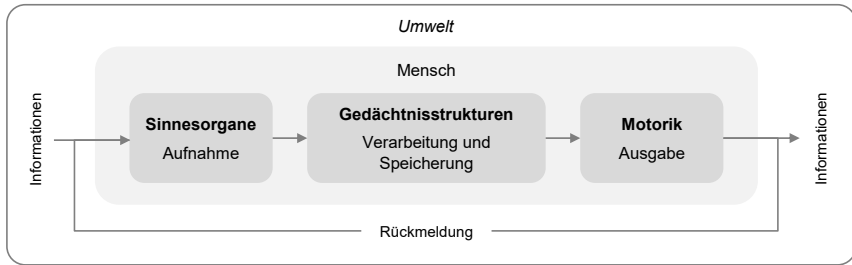 Umwelt
Mensch
Informationen
Sinnesorgane
Aufnahme
Gedächtnisstrukturen
Verarbeitung und
Speicherung
Motorik
Ausgabe
Informationen
Rückmeldung